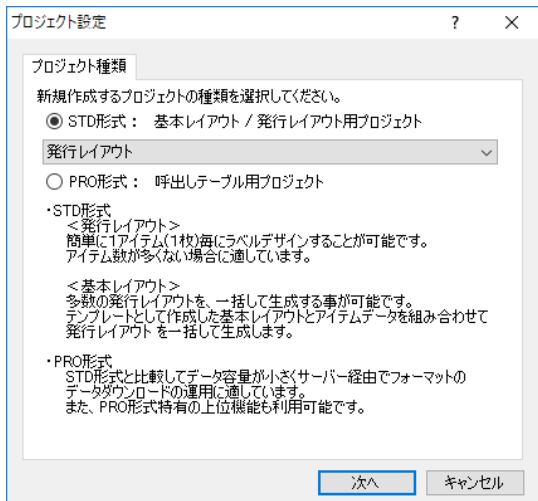 プロジェクト設定
プロジェクト種類
新規作成するプロジェクトの種類を選択してください。
STD形式： 基本レイアウト / 発行レイアウト用プロジェクト
発行レイアウト
PRO形式： 呼出しテーブル用プロジェクト
・STD形式
＜発行レイアウト＞
簡単に1アイテム(1枚)毎にラベルデザインすることが可能です。
アイテム数が多くない場合に適しています。
＜基本レイアウト＞
多数の発行レイアウトを、一括して生成する事が可能です。
テンプレートとして作成した基本レイアウトとアイテムデータを組み合わせて
発行レイアウト を一括して生成します。
・PRO形式
STD形式と比較してデータ容量が小さくサーバー経由でフォーマットの
データダウンロードの運用に適しています。
また、PRO形式特有の上位機能も利用可能です。
次へ
キャンセル